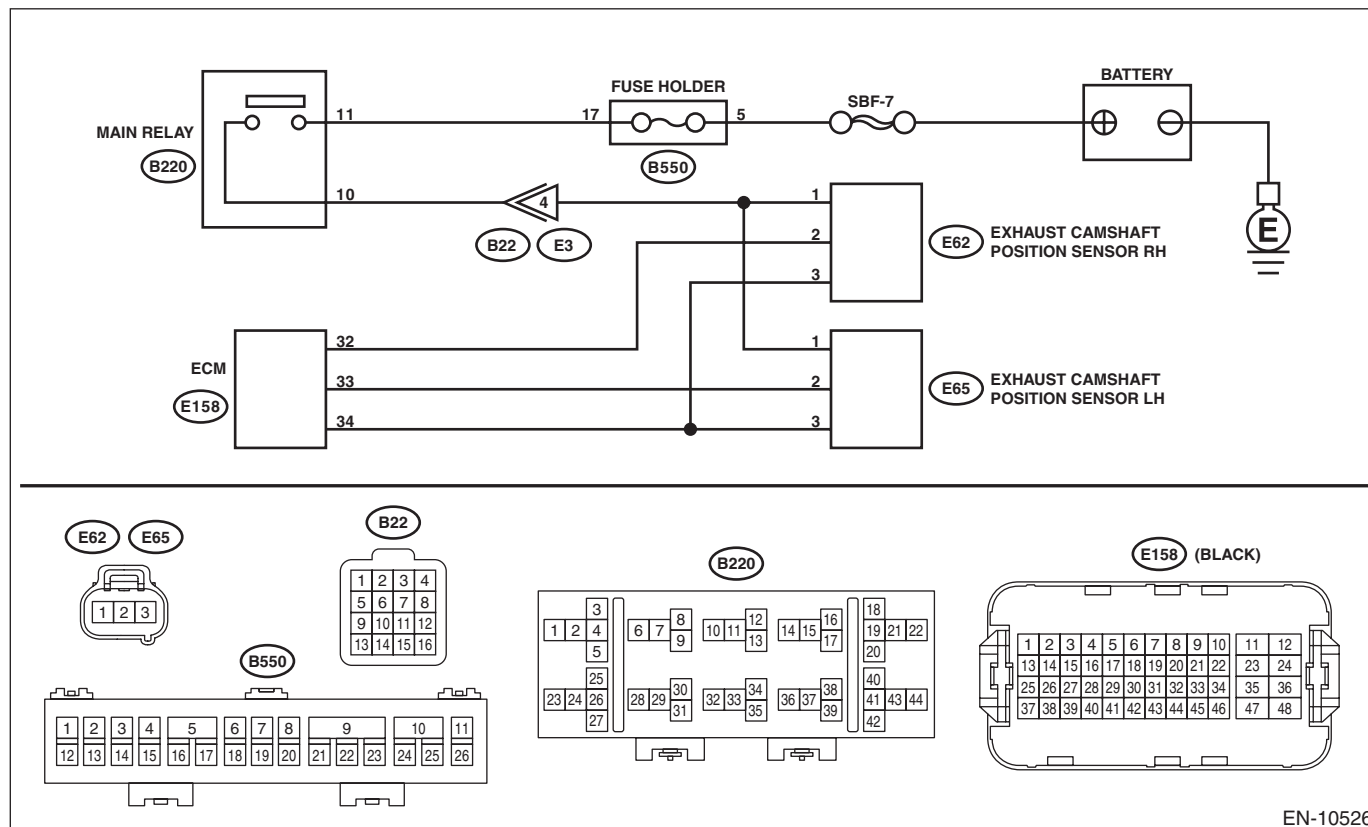 BATTERY
FUSE HOLDER
SBF-7
11 17 5
MAIN RELAY
B220
B550
10 4 1
B22 E3
2
E62 EXHAUST CAMSHAFT
POSITION SENSOR RH
E
3
32 1
ECM
33 2
E65 EXHAUST CAMSHAFT
POSITION SENSOR LH
E158
34 3
E62 E65
1 2 3
B22
1 2 3 4
5 6 7 8
9 10 11 12
13 14 15 16
B550
1 2 3 4 5 6 7 8 9 10 11
12 13 14 15 16 17 18 19 20 21 22 23 24 25 26
B220
3 8 12 16 18
1 2 4 6 7 10 11 14 15 19 21 22
5 9 13 17 20
25 30 34 38 40
23 24 26 28 29 32 33 36 37 41 43 44
27 31 35 39 42
E158 (BLACK)
1 2 3 4 5 6 7 8 9 10 11 12
13 14 15 16 17 18 19 20 21 22 23 24
25 26 27 28 29 30 31 32 33 34 35 36
37 38 39 40 41 42 43 44 45 46 47 48
EN-10526